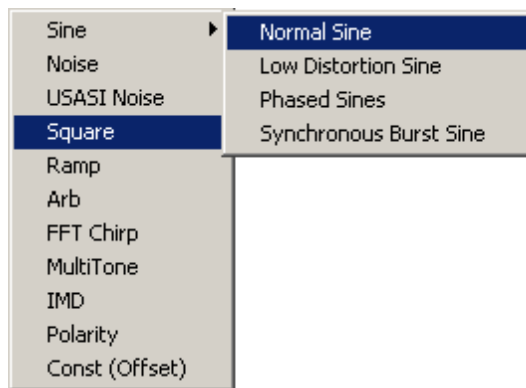 Sine
Noise
USASI Noise
Square
Ramp
Arb
FFT Chirp
MultiTone
IMD
Polarity
Const (Offset)
Normal Sine
Low Distortion Sine
Phased Sines
Synchronous Burst Sine